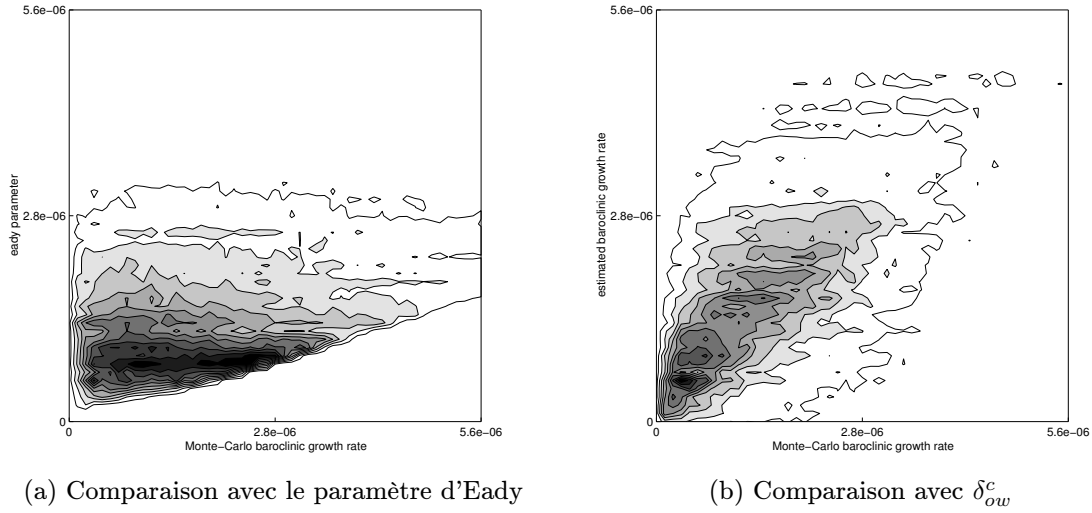 5.6e−06
eady parameter
2.8e−06
0
0
2.8e−06
5.6e−06
Monte−Carlo baroclinic growth rate
(a) Comparaison avec le paramètre d'Eady
5.6e−06
estimated baroclinic growth rate
2.8e−06
0
0
2.8e−06
5.6e−06
Monte−Carlo baroclinic growth rate
(b) Comparaison avec δ^c_{ow}